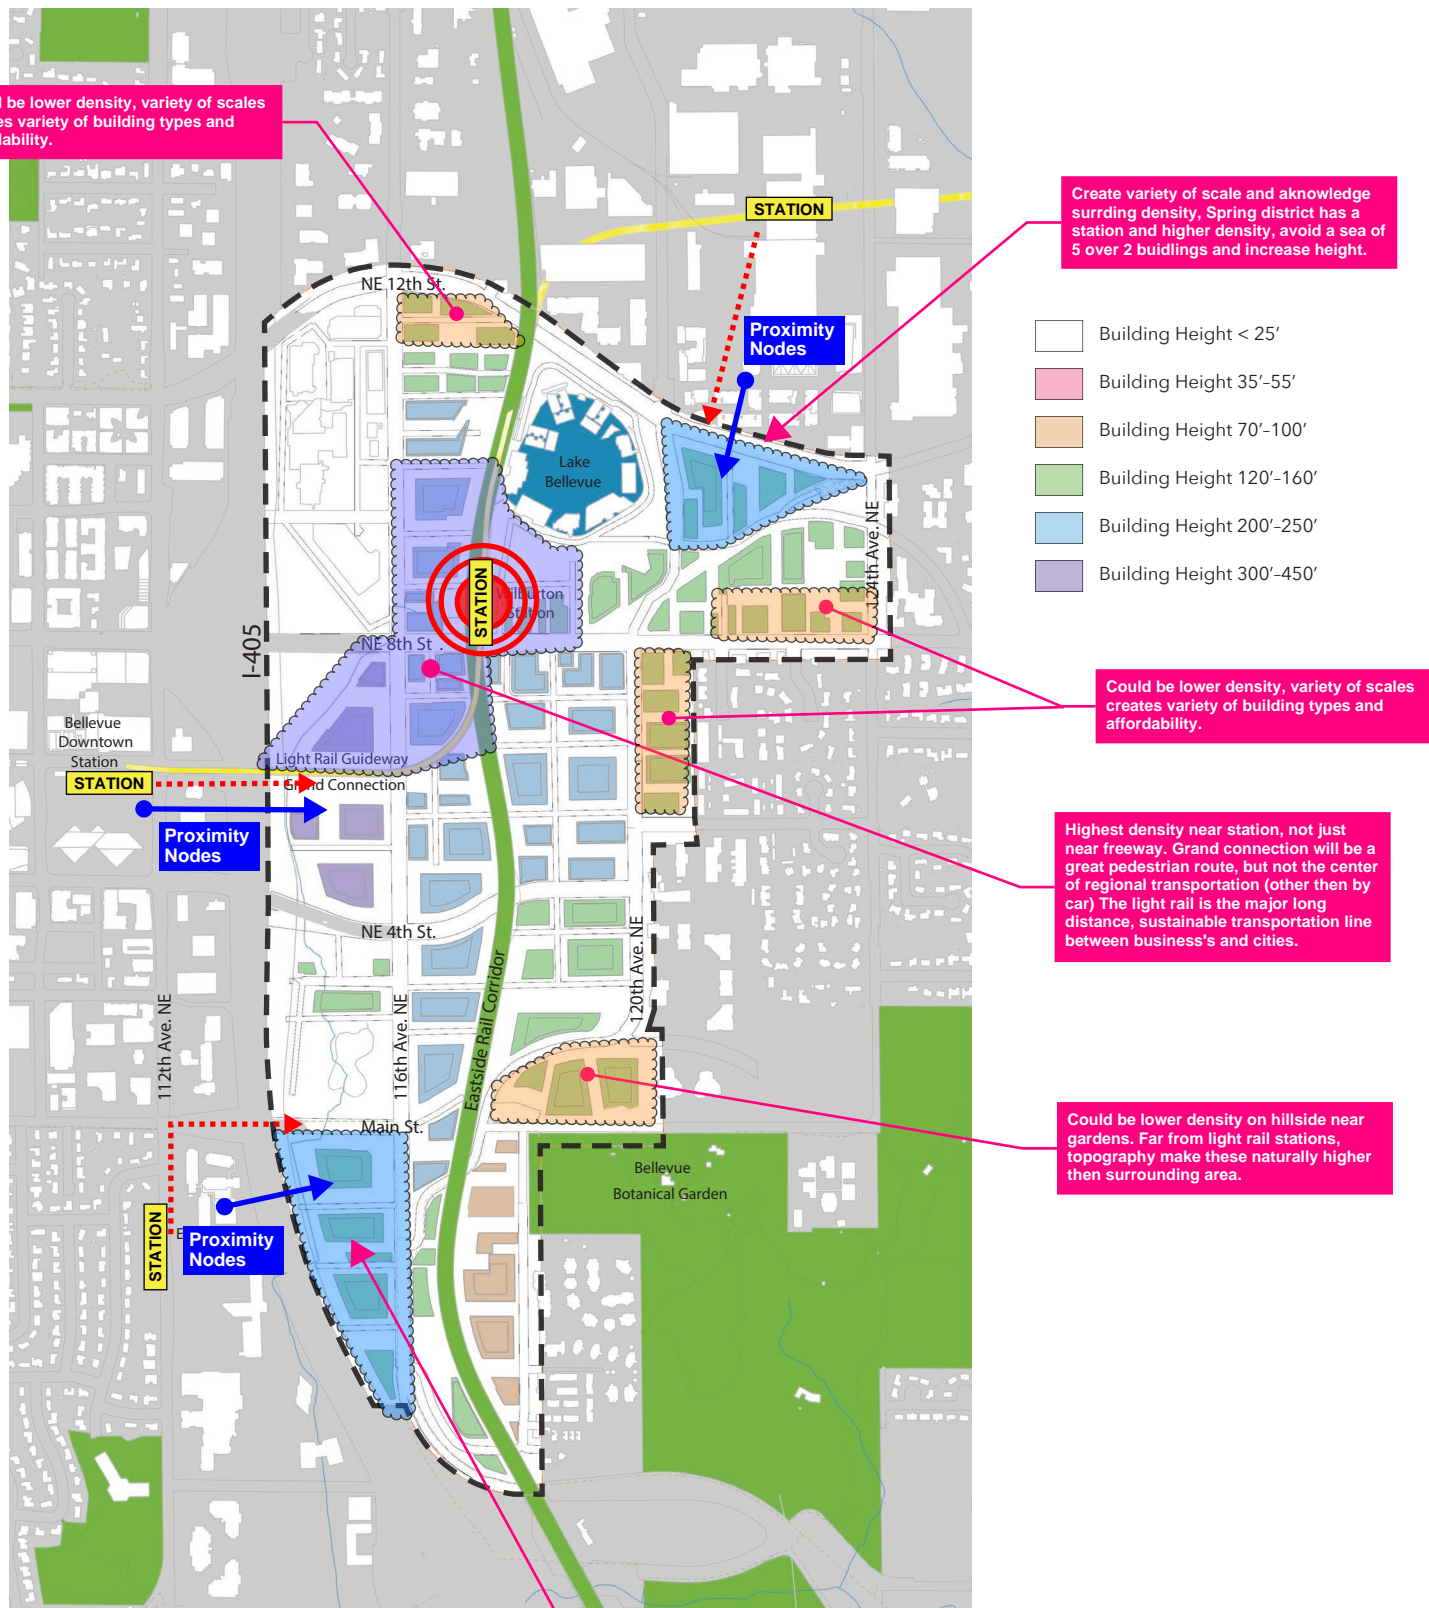 be lower density, variety of scales
es variety of building types and
lability.
STATION
Create variety of scale and aknowledge
surrding density, Spring district has a
station and higher density, avoid a sea of
5 over 2 buidlings and increase height.
NE 12th St.
Proximity
Nodes
Building Height < 25'
Building Height 35'-55'
Building Height 70'-100'
Building Height 120'-160'
Building Height 200'-250'
Building Height 300'-450'
Lake
Bellevue
124th Ave. NE
STATION
Wilburton
Station
NE 8th St .
I-405
Could be lower density, variety of scales
creates variety of building types and
affordability.
Bellevue
Downtown
Station
STATION
Light Rail Guideway
Grand Connection
Proximity
Nodes
Highest density near station, not just
near freeway. Grand connection will be a
great pedestrian route, but not the center
of regional transportation (other then by
car) The light rail is the major long
distance, sustainable transportation line
between business's and cities.
NE 4th St.
120th Ave. NE
Eastside Rail Corridor
112th Ave. NE
116th Ave. NE
Main St.
Could be lower density on hillside near
gardens. Far from light rail stations,
topography make these naturally higher
then surrounding area.
Bellevue
Botanical Garden
STATION
E
Proximity
Nodes